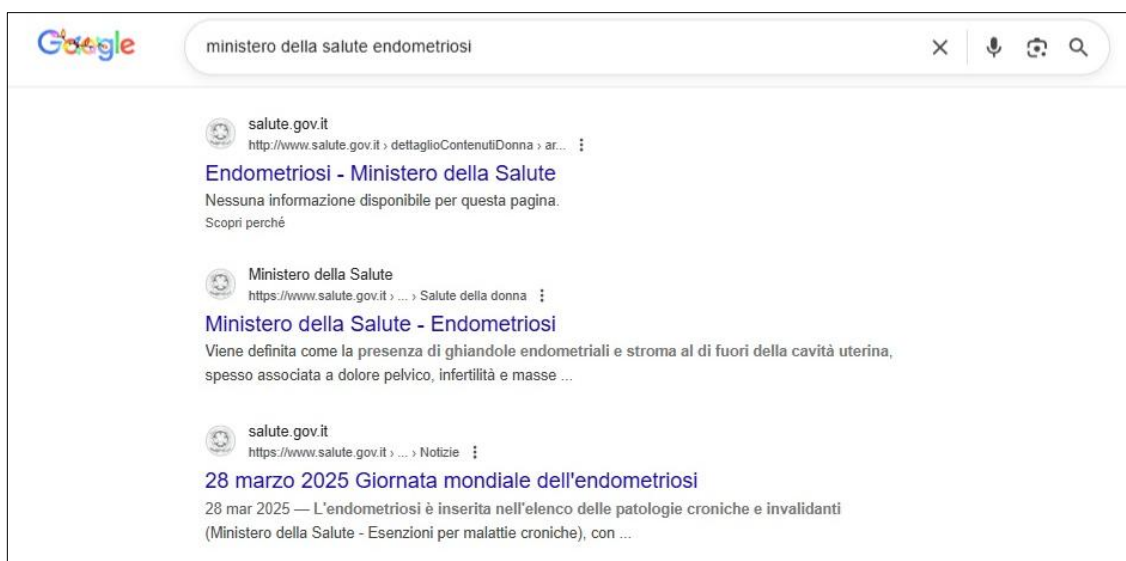 Google
ministero della salute endometriosi
salute.gov.it
http://www.salute.gov.it › dettaglioContenutiDonna › ar...
Endometriosi - Ministero della Salute
Nessuna informazione disponibile per questa pagina.
Scopri perché
Ministero della Salute
https://www.salute.gov.it › ... › Salute della donna
Ministero della Salute - Endometriosi
Viene definita come la presenza di ghiandole endometriali e stroma al di fuori della cavità uterina,
spesso associata a dolore pelvico, infertilità e masse ...
salute.gov.it
https://www.salute.gov.it › ... › Notizie
28 marzo 2025 Giornata mondiale dell'endometriosi
28 mar 2025 — L'endometriosi è inserita nell'elenco delle patologie croniche e invalidanti
(Ministero della Salute - Esenzioni per malattie croniche), con ...